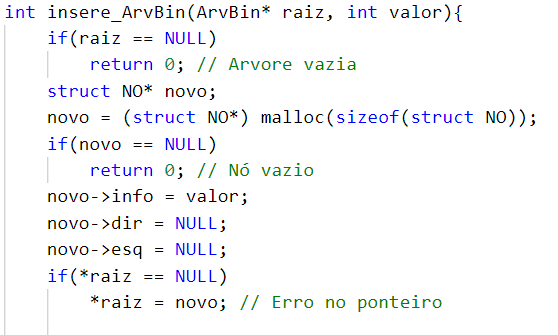 int insere_ArvBin(ArvBin* raiz, int valor){
    if(raiz == NULL)
        return 0; // Arvore vazia
    struct NO* novo;
    novo = (struct NO*) malloc(sizeof(struct NO));
    if(novo == NULL)
        return 0; // Nó vazio
    novo->info = valor;
    novo->dir = NULL;
    novo->esq = NULL;
    if(*raiz == NULL)
        *raiz = novo; // Erro no ponteiro